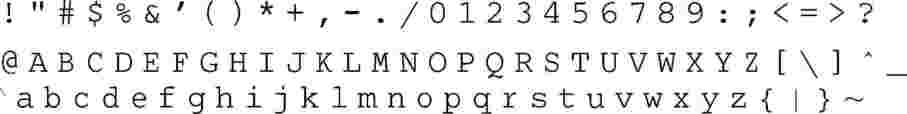 ! " # $ % & ’ ( ) * + , - . / 0 1 2 3 4 5 6 7 8 9 : ; < = > ?
@ A B C D E F G H I J K L M N O P Q R S T U V W X Y Z [ \ ] ^ _
` a b c d e f g h i j k l m n o p q r s t u v w x y z { | } ~